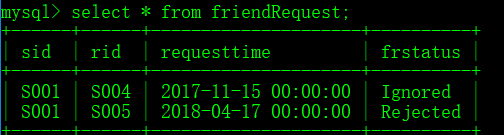 mysql> select * from friendRequest;
+------+------+---------------------+----------+
| sid | rid | requesttime | frstatus |
+------+------+---------------------+----------+
| S001 | S004 | 2017-11-15 00:00:00 | Ignored |
| S001 | S005 | 2018-04-17 00:00:00 | Rejected |
+------+------+---------------------+----------+